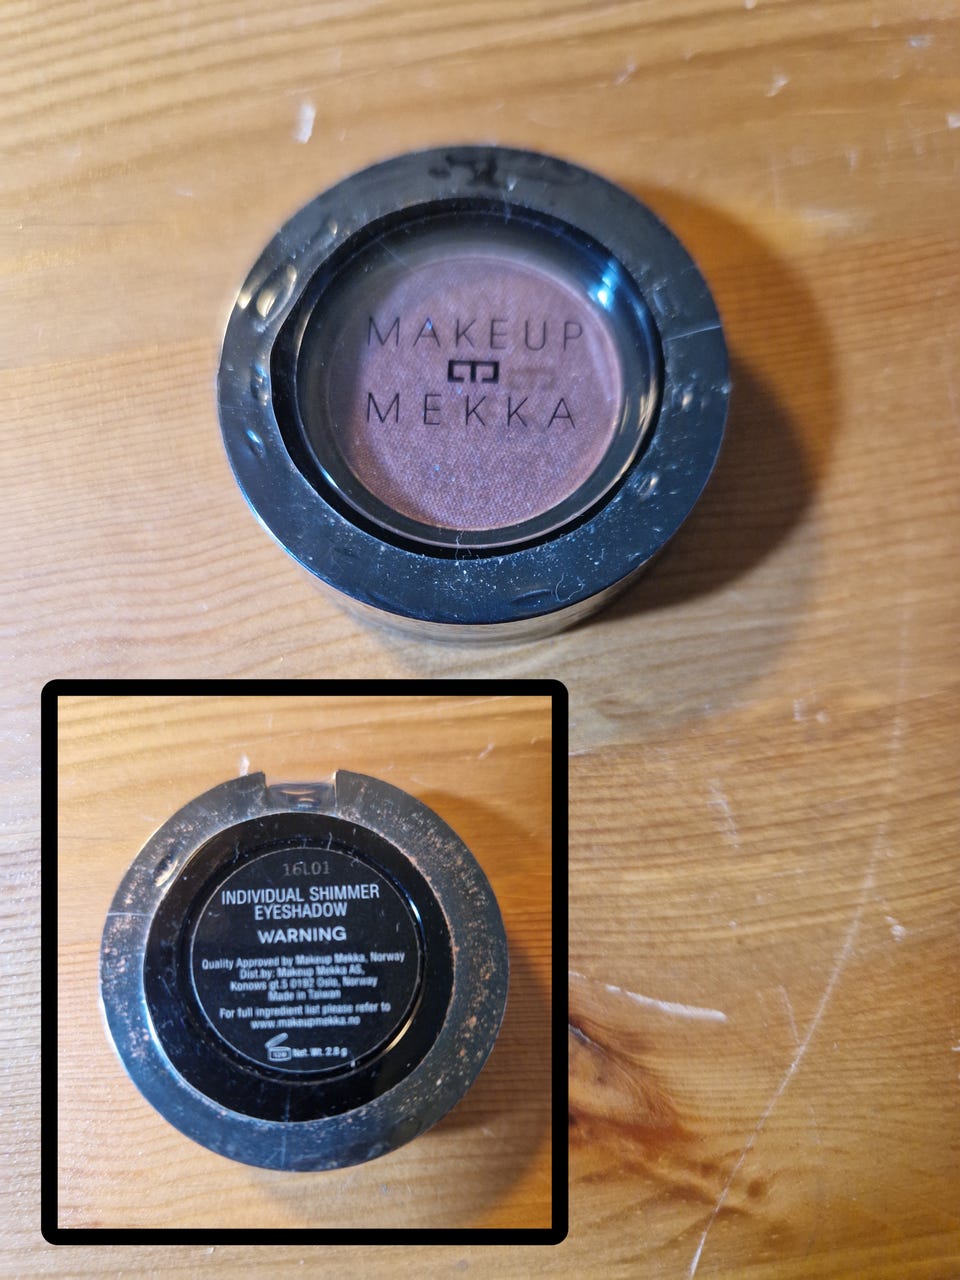 MAKEUP
MEKKA
16L01
INDIVIDUAL SHIMMER
EYESHADOW
WARNING
Quality Approved by Makeup Mekka, Norway
Dist.by: Makeup Mekka AS,
Konows gt.5 0192 Oslo, Norway
Made in Taiwan
For full ingredient list please refer to
www.makeupmekka.no
Net. Wt. 2.8 g